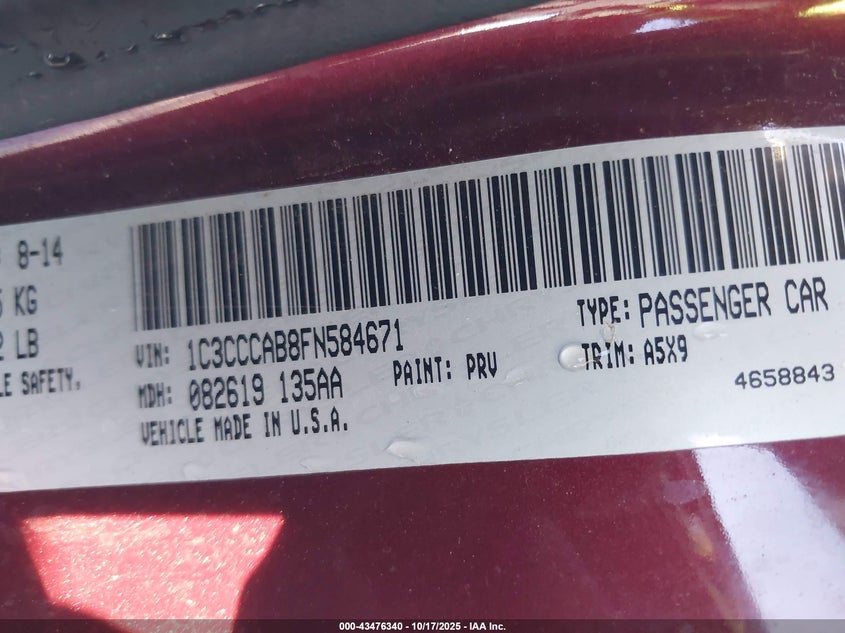 8-14
KG
LB
LE SAFETY,
VIN: 1C3CCCAB8FN584671
TYPE: PASSENGER CAR
MDH: 082619 135AA
PAINT: PRV
TRIM: A5X9
VEHICLE MADE IN U.S.A.
4658843
000-43476340 - 10/17/2025 - IAA Inc.